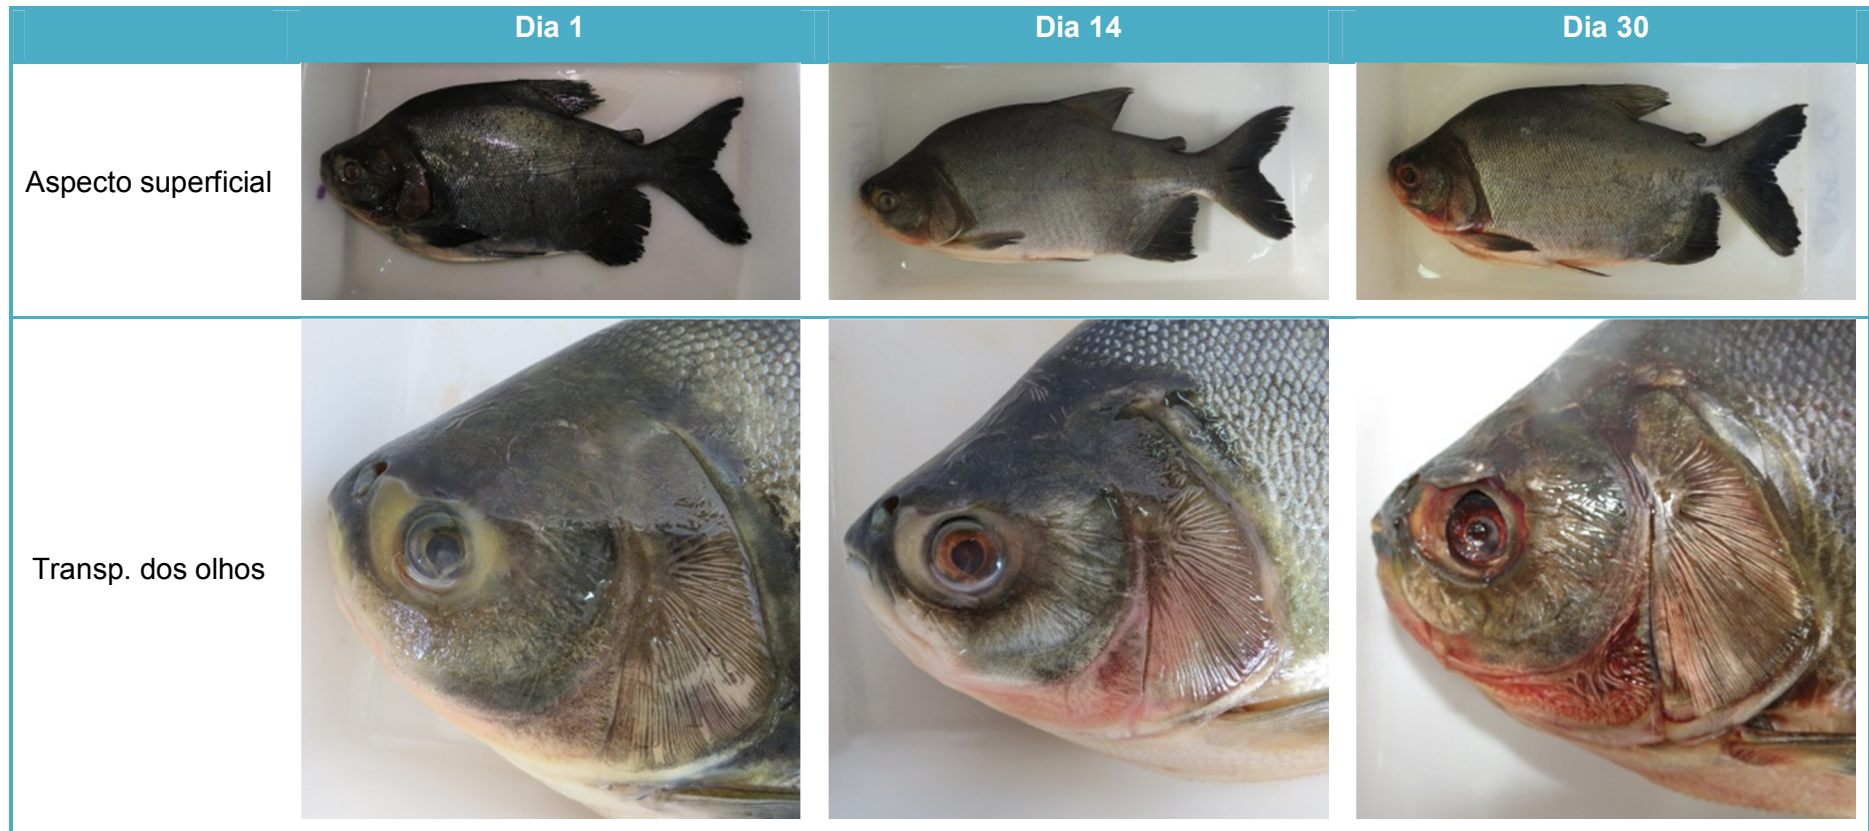 Dia 1
Dia 14
Dia 30
Aspecto superficial
Transp. dos olhos